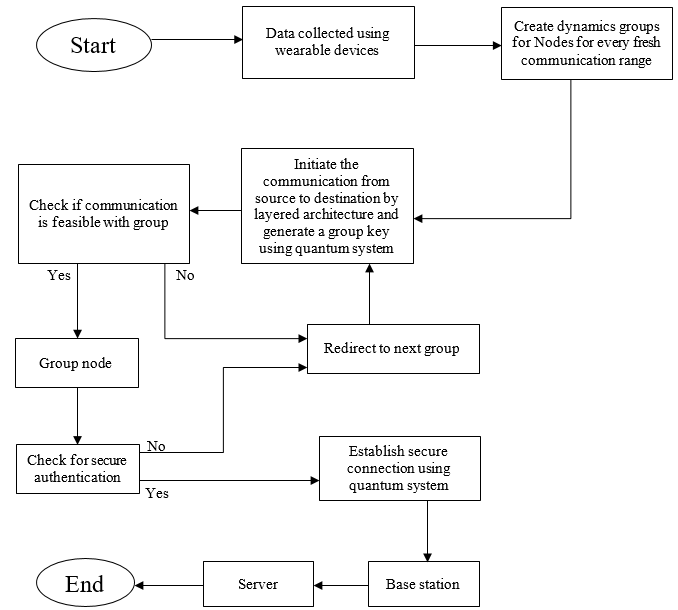 Start
Data collected using
wearable devices
Create dynamics groups
for Nodes for every fresh
communication range
Initiate the
communication from
source to destination by
layered architecture and
generate a group key
using quantum system
Check if communication
is feasible with group
Yes
No
Redirect to next group
Group node
No
Check for secure
authentication
Yes
Establish secure
connection using
quantum system
Base station
Server
End